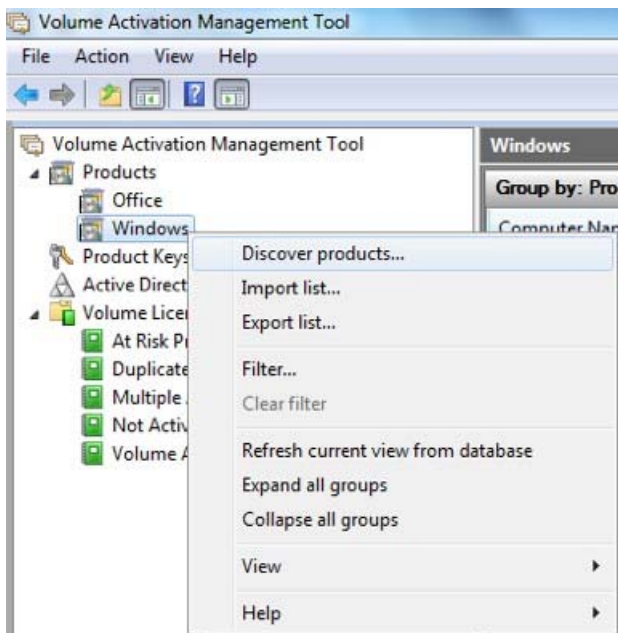 Volume Activation Management Tool
File Action View Help
Volume Activation Management Tool
Products
Office
Windows
Product Keys
Active Direct
Volume Licen
At Risk Pr
Duplicate
Multiple
Not Activ
Volume A
Windows
Group by: Pro
Computer Nam
Discover products...
Import list...
Export list...
Filter...
Clear filter
Refresh current view from database
Expand all groups
Collapse all groups
View
Help